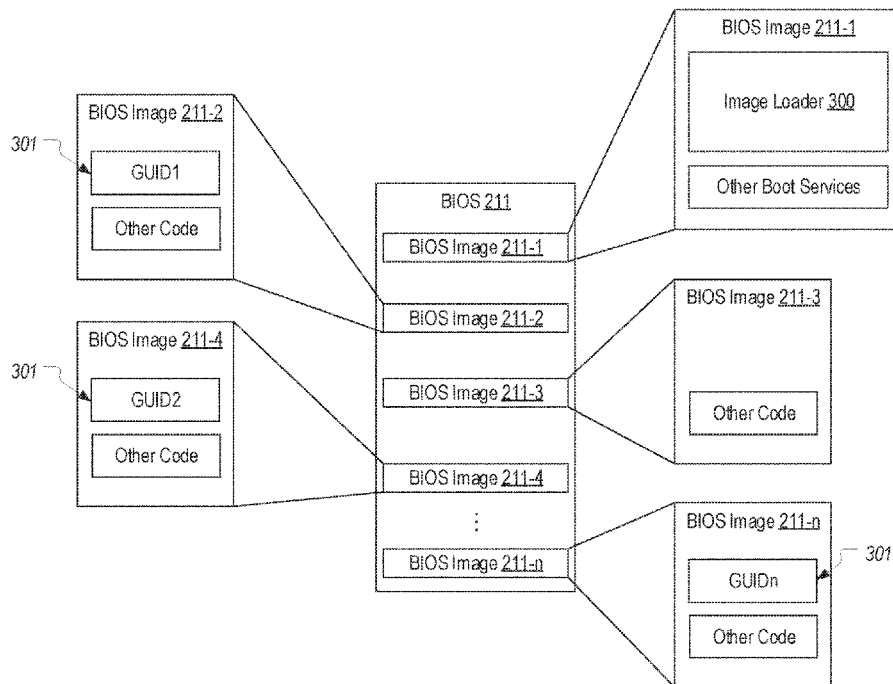 BIOS Image 211-1
Image Loader 300
Other Boot Services
BIOS Image 211-2
301
GUID1
Other Code
BIOS 211
BIOS Image 211-1
BIOS Image 211-2
BIOS Image 211-3
BIOS Image 211-4
⋮
BIOS Image 211-n
BIOS Image 211-3
Other Code
BIOS Image 211-4
301
GUID2
Other Code
BIOS Image 211-n
301
GUIDn
Other Code